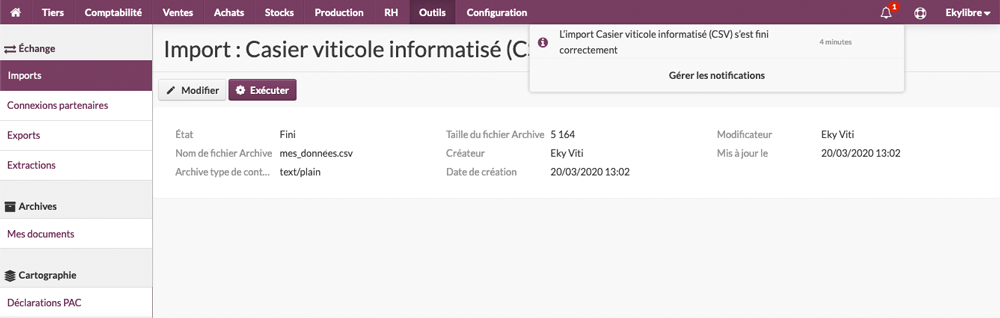 Tiers Comptabilité Ventes Achats Stocks Production RH Outils Configuration 1 Ekylibre
Échange
Imports
Connexions partenaires
Exports
Extractions
Archives
Mes documents
Cartographie
Déclarations PAC
Import : Casier viticole informatisé (CS
L'import Casier viticole informatisé (CSV) s'est fini
correctement
4 minutes
Gérer les notifications
Modifier Exécuter
État Fini Taille du fichier Archive 5 164 Modificateur Eky Viti
Nom de fichier Archive mes_données.csv Créateur Eky Viti Mis à jour le 20/03/2020 13:02
Archive type de cont... text/plain Date de création 20/03/2020 13:02